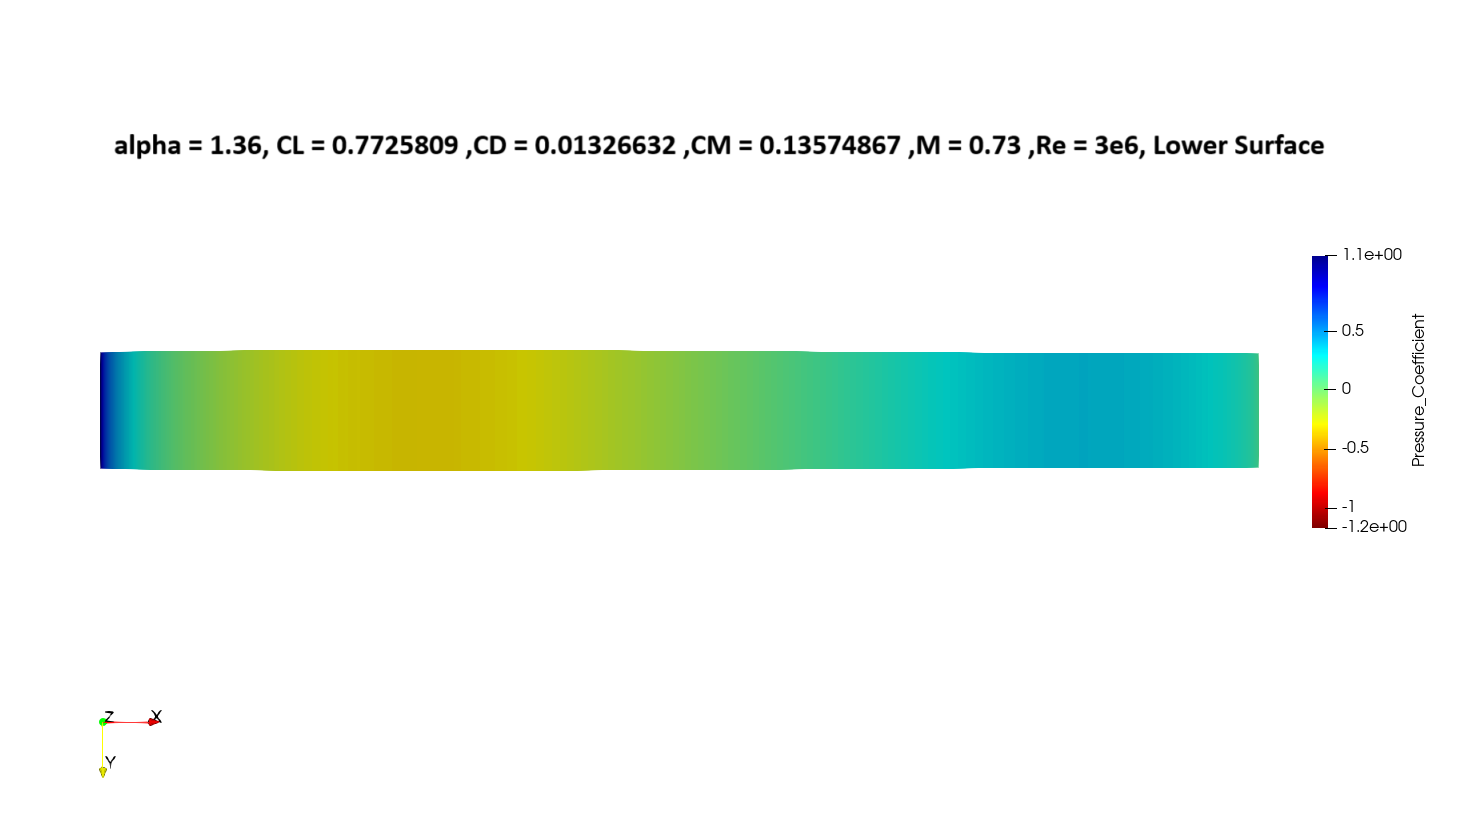 alpha = 1.36, CL = 0.7725809 ,CD = 0.01326632 ,CM = 0.13574867 ,M = 0.73 ,Re = 3e6, Lower Surface
1.1e+00
0.5
0
-0.5
-1
-1.2e+00
Pressure_Coefficient
Z
X
Y